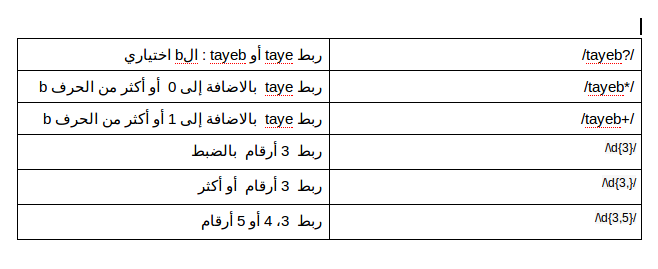 /tayeb?/ ربط taye أو tayeb : الb اختياري
/tayeb*/ ربط taye بالاضافة إلى 0 أو أكثر من الحرف b
/tayeb+/ ربط taye بالاضافة إلى 1 أو أكثر من الحرف b
/\d{3}/ ربط 3 أرقام بالضبط
/\d{3,}/ ربط 3 أرقام أو أكثر
/\d{3,5}/ ربط 3، 4 أو 5 أرقام